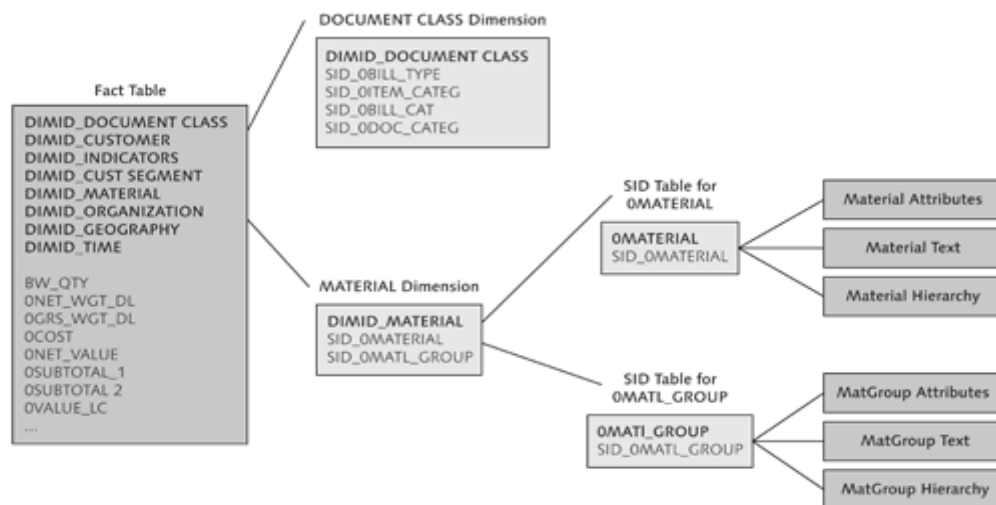 DOCUMENT CLASS Dimension
DIMID_DOCUMENT CLASS
SID_0BILL_TYPE
SID_0ITEM_CATEG
SID_0BILL_CAT
SID_0DOC_CATEG
Fact Table
DIMID_DOCUMENT CLASS
DIMID_CUSTOMER
DIMID_INDICATORS
DIMID_CUST SEGMENT
DIMID_MATERIAL
DIMID_ORGANIZATION
DIMID_GEOGRAPHY
DIMID_TIME
BW_QTY
0NET_WGT_DL
0GRS_WGT_DL
0COST
0NET_VALUE
0SUBTOTAL_1
0SUBTOTAL 2
0VALUE_LC
...
MATERIAL Dimension
DIMID_MATERIAL
SID_0MATERIAL
SID_0MATL_GROUP
SID Table for
0MATERIAL
0MATERIAL
SID_0MATERIAL
Material Attributes
Material Text
Material Hierarchy
SID Table for
0MATL_GROUP
0MATl_GROUP
SID_0MATL_GROUP
MatGroup Attributes
MatGroup Text
MatGroup Hierarchy